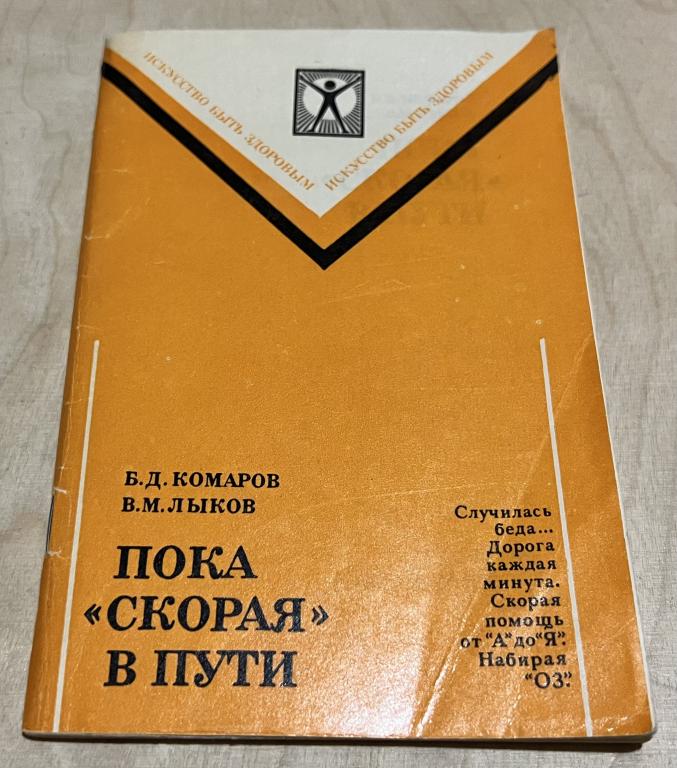 ИСКУССТВО БЫТЬ ЗДОРОВЫМ
ИСКУССТВО БЫТЬ ЗДОРОВЫМ
Б.Д. КОМАРОВ
В.М. ЛЫКОВ
ПОКА
«СКОРАЯ»
В ПУТИ
Случилась
беда...
Дорога
каждая
минута.
Скорая
помощь
от "А" до "Я".
Набирая
"03".